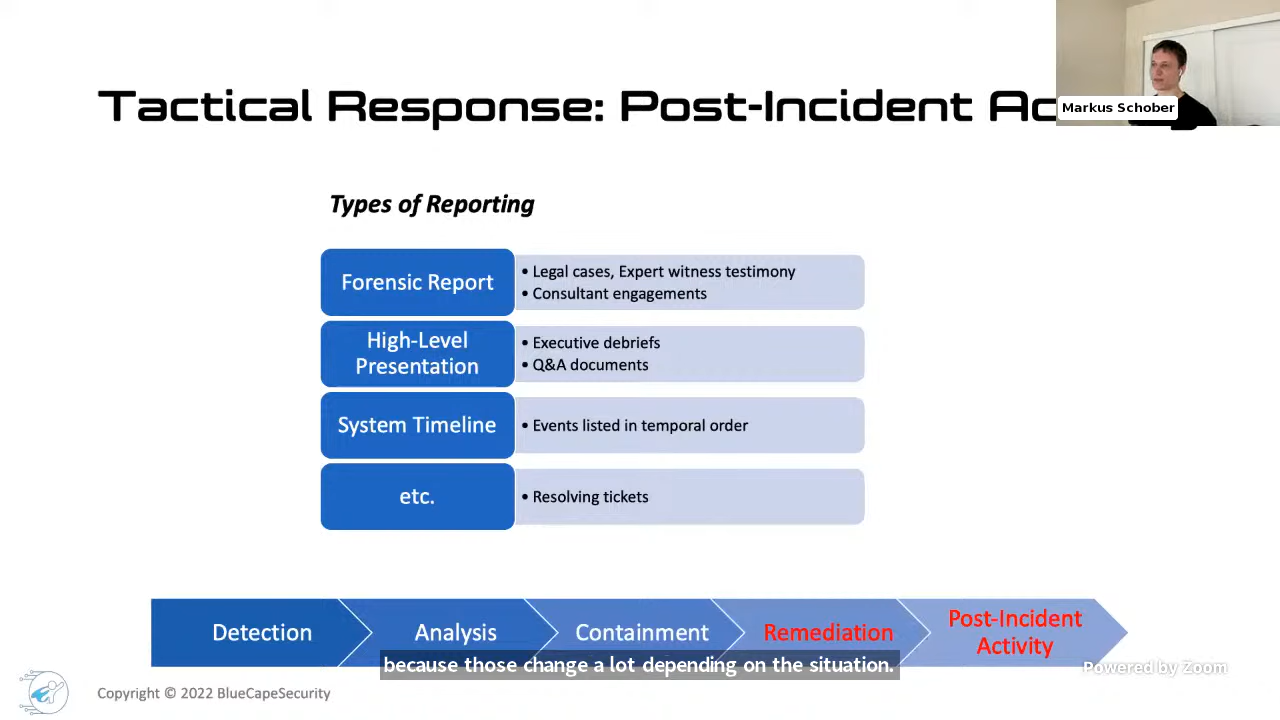 Tactical Response: Post-Incident Ac
Markus Schober
Types of Reporting
Forensic Report
• Legal cases, Expert witness testimony
• Consultant engagements
High-Level
Presentation
• Executive debriefs
• Q&A documents
System Timeline
• Events listed in temporal order
etc.
• Resolving tickets
Detection
Analysis
Containment
Remediation
Post-Incident
Activity
because those change a lot depending on the situation.
Powered by Zoom
Copyright © 2022 BlueCapeSecurity